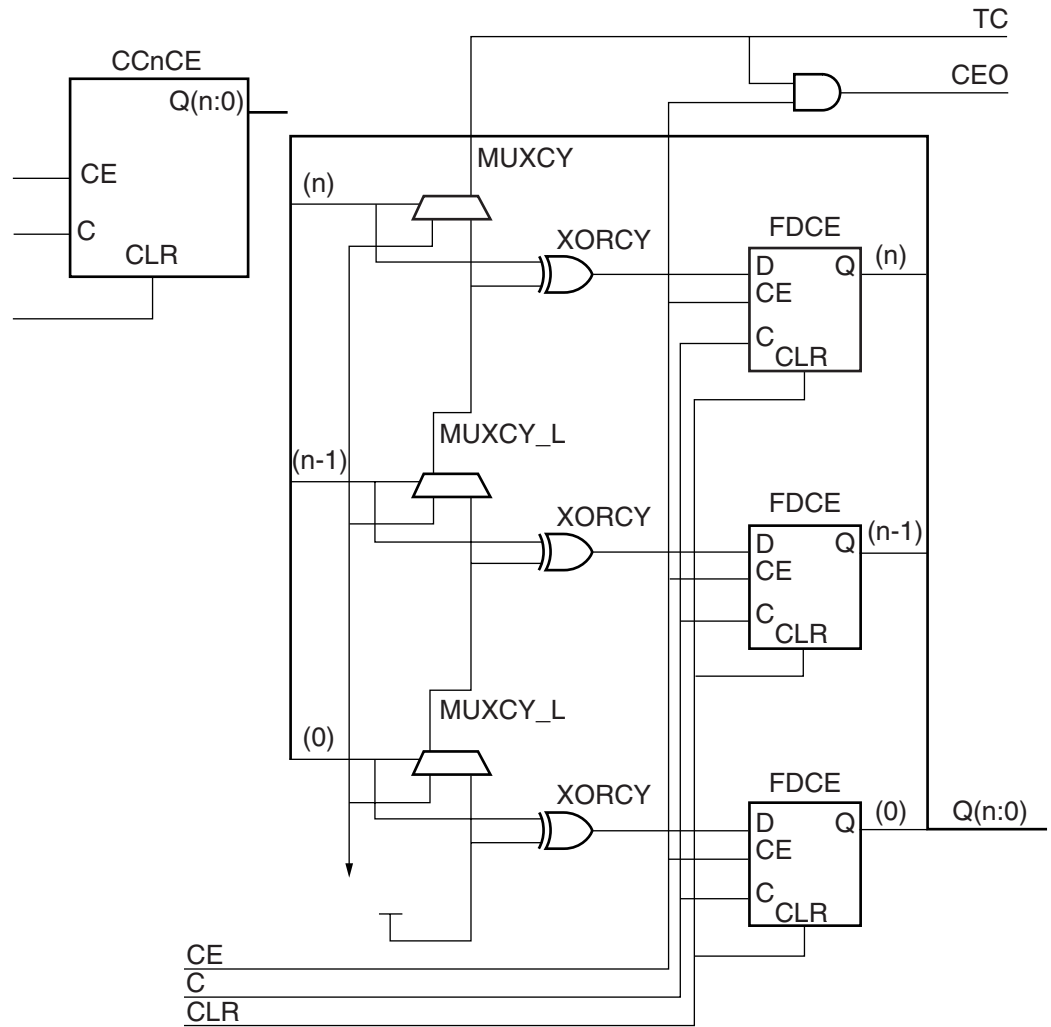 TC
CCnCE
CEO
Q(n:0)
MUXCY
CE
(n)
C
XORCY
FDCE
CLR
D
Q
(n)
CE
C
CLR
MUXCY_L
(n-1)
XORCY
FDCE
D
Q
(n-1)
CE
C
CLR
MUXCY_L
(0)
XORCY
FDCE
D
Q
(0)
Q(n:0)
CE
C
CLR
CE
C
CLR